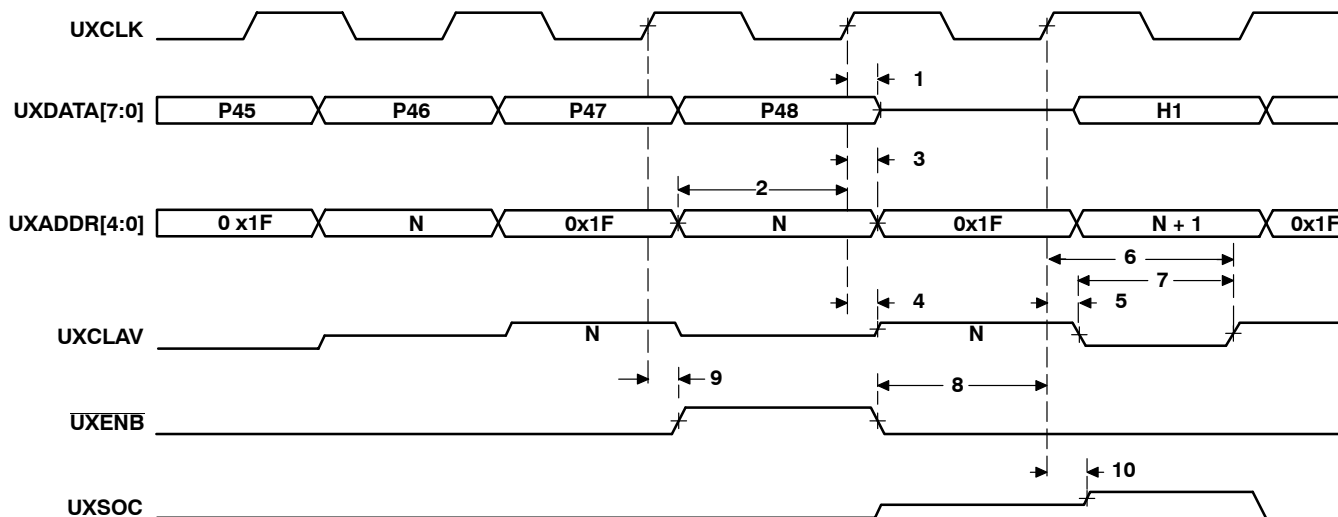 UXCLK
1
UXDATA[7:0] P45 P46 P47 P48 H1
3
2
UXADDR[4:0] 0 x1F N 0x1F N 0x1F N + 1 0x1F
6
7
4 5
UXCLAV N N
9 8
UXENB
10
UXSOC